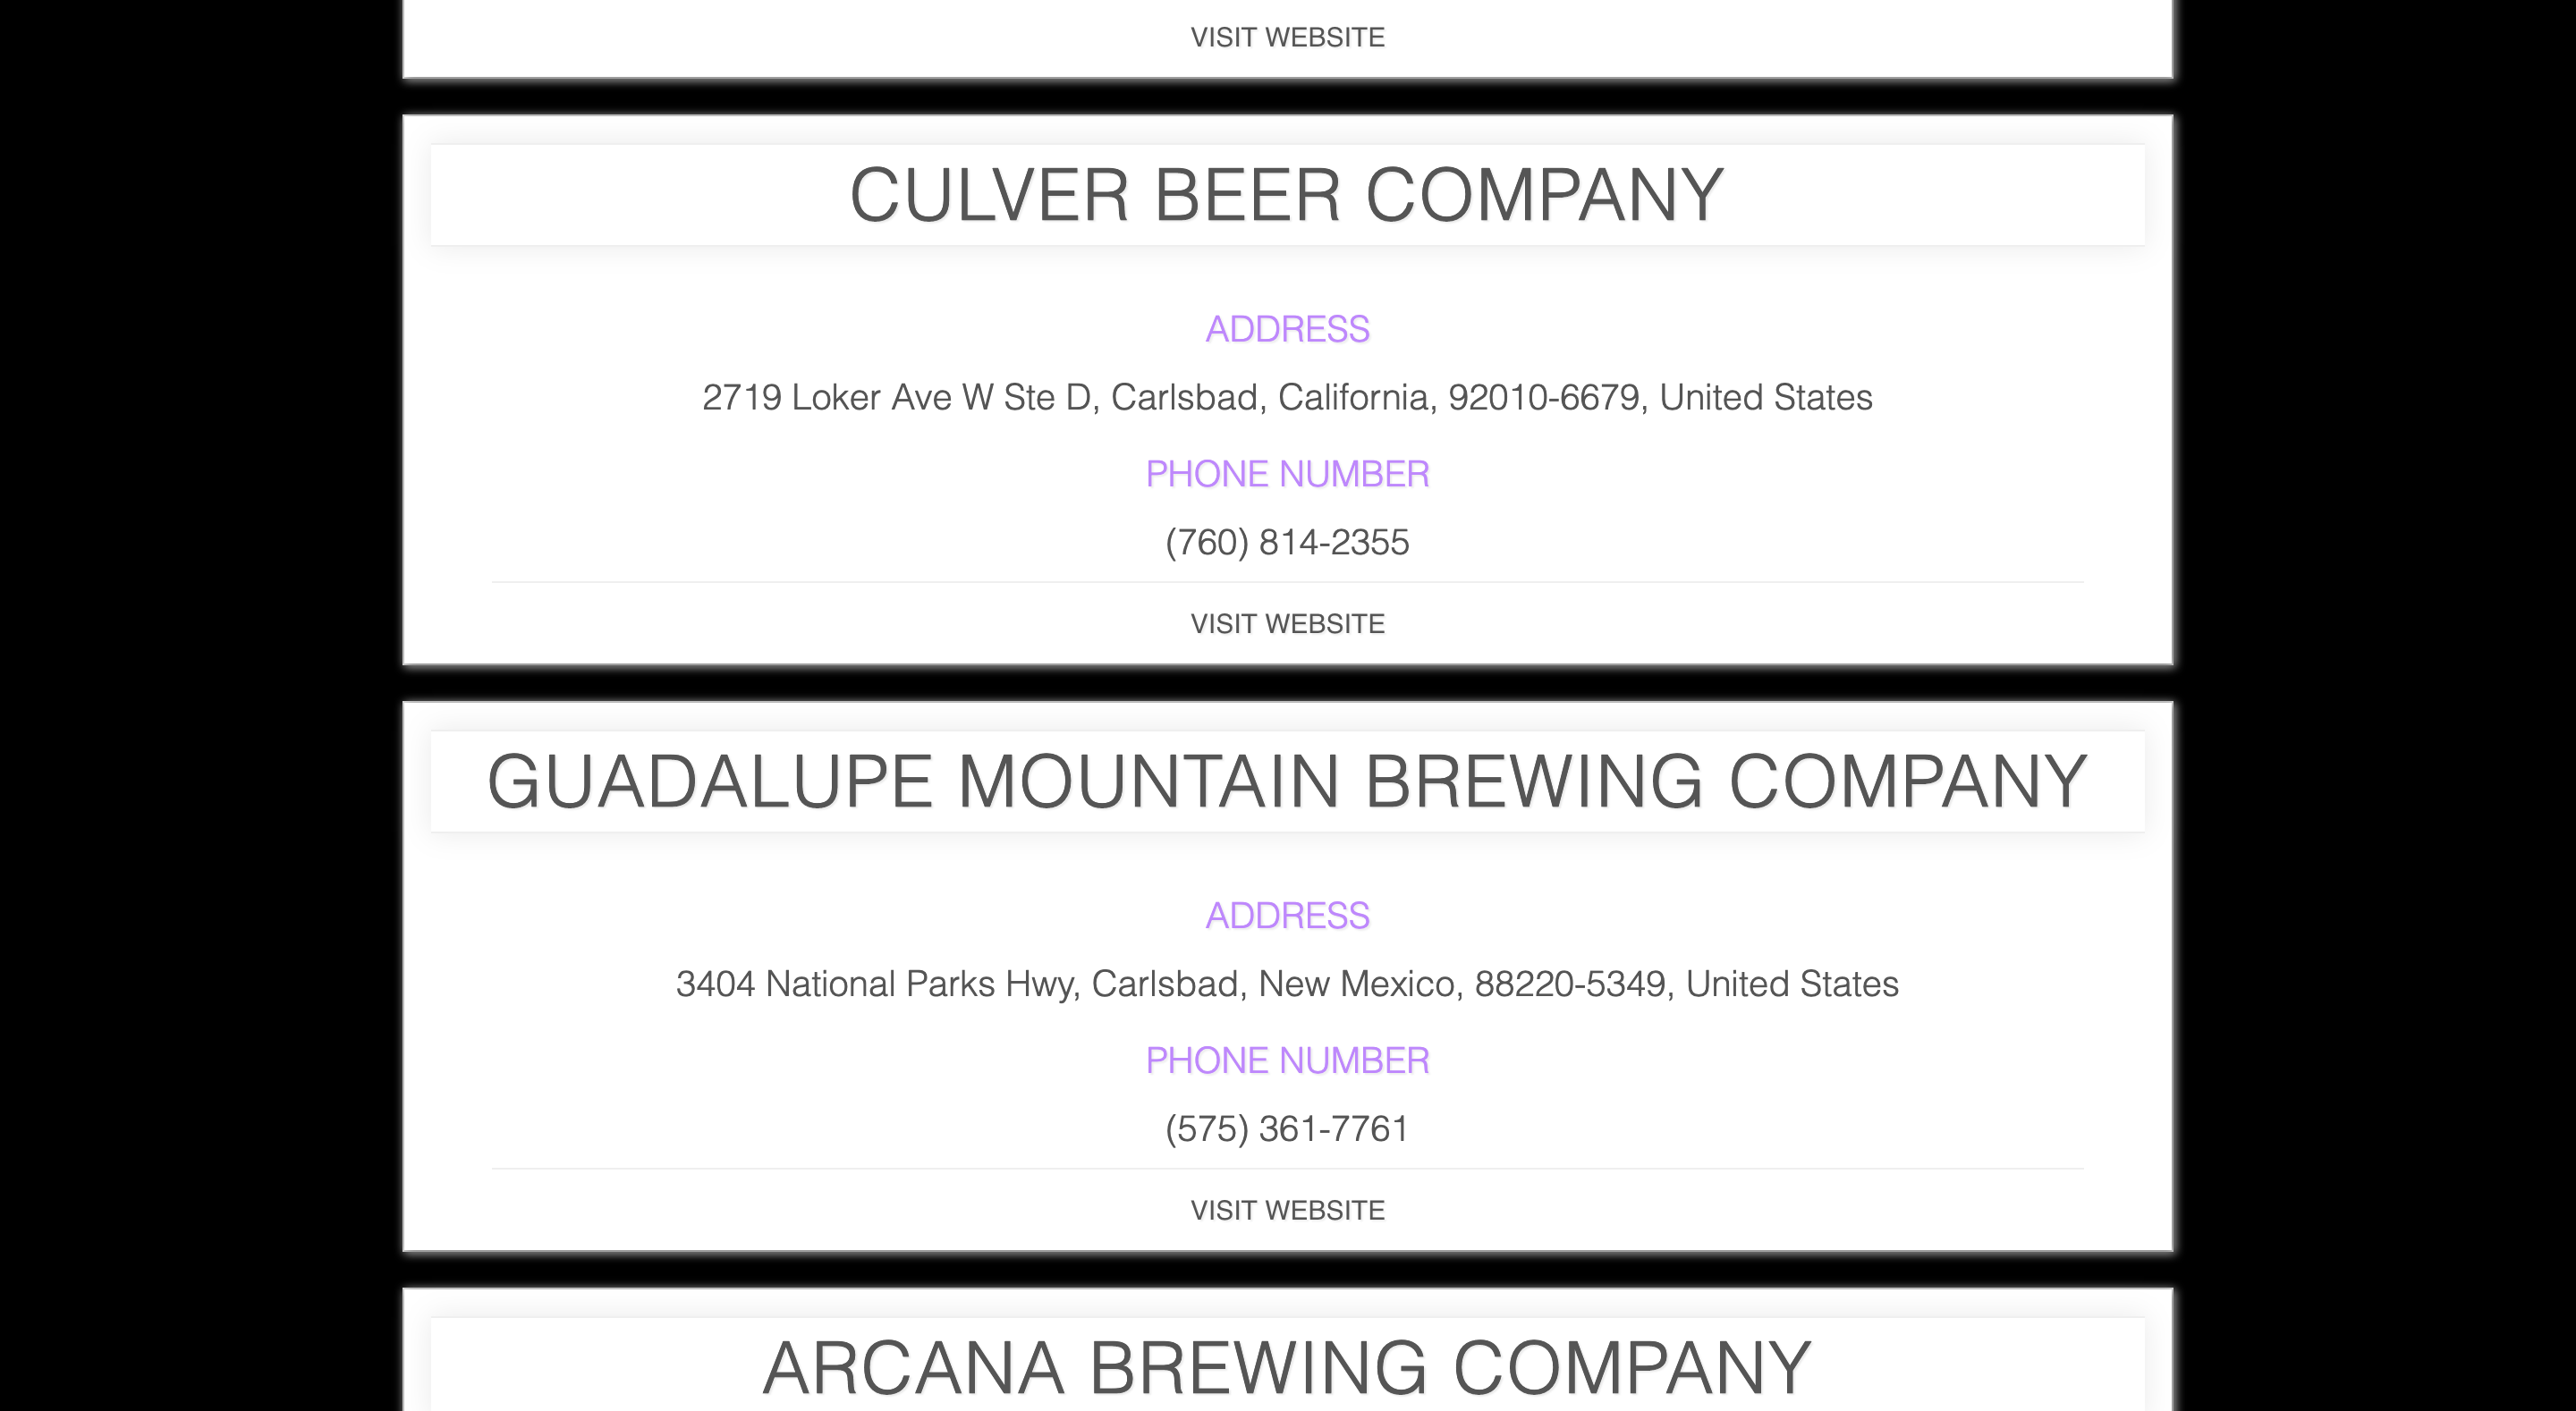 VISIT WEBSITE
CULVER BEER COMPANY
ADDRESS
2719 Loker Ave W Ste D, Carlsbad, California, 92010-6679, United States
PHONE NUMBER
(760) 814-2355
VISIT WEBSITE
GUADALUPE MOUNTAIN BREWING COMPANY
ADDRESS
3404 National Parks Hwy, Carlsbad, New Mexico, 88220-5349, United States
PHONE NUMBER
(575) 361-7761
VISIT WEBSITE
ARCANA BREWING COMPANY